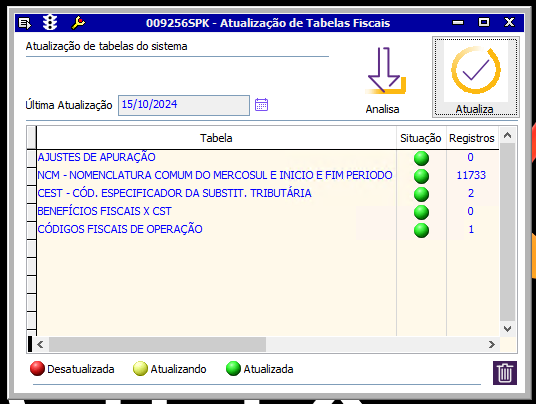 009256SPK - Atualização de Tabelas Fiscais
Atualização de tabelas do sistema
Última Atualização 15/10/2024
Analisa
Atualiza
Tabela Situação Registros
AJUSTES DE APURAÇÃO 0
NCM - NOMENCLATURA COMUM DO MERCOSUL E INICIO E FIM PERIODO 11733
CEST - CÓD. ESPECIFICADOR DA SUBSTIT. TRIBUTÁRIA 2
BENEFÍCIOS FISCAIS X CST 0
CÓDIGOS FISCAIS DE OPERAÇÃO 1
Desatualizada Atualizando Atualizada